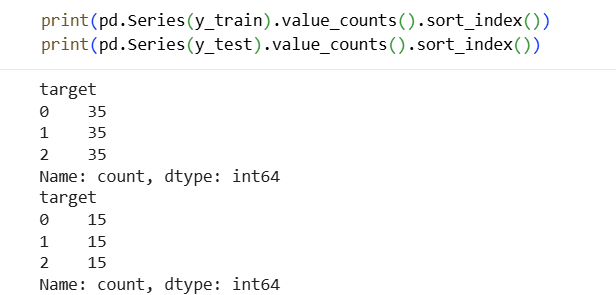 print(pd.Series(y_train).value_counts().sort_index())
print(pd.Series(y_test).value_counts().sort_index())
target
0    35
1    35
2    35
Name: count, dtype: int64
target
0    15
1    15
2    15
Name: count, dtype: int64